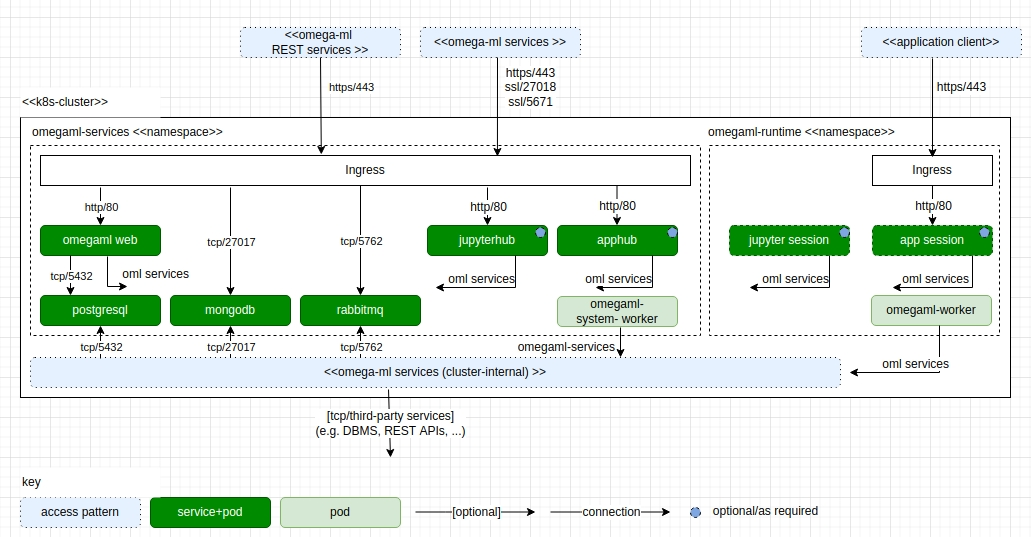 <<omega-ml
REST services >>
<<omega-ml services >>
<<application client>>
https/443
https/443
ssl/27018
ssl/5671
https/443
<<k8s-cluster>>
omegaml-services <<namespace>>
omegaml-runtime <<namespace>>
Ingress
Ingress
http/80
http/80
http/80
http/80
omegaml web
tcp/27017
tcp/5762
jupyterhub
apphub
jupyter session
app session
tcp/5432
oml services
oml services
oml services
oml services
oml services
postgresql
mongodb
rabbitmq
omegaml-
system- worker
omegaml-worker
tcp/5432
tcp/27017
tcp/5762
omegaml-services
oml services
<<omega-ml services (cluster-internal) >>
[tcp/third-party services]
(e.g. DBMS, REST APIs, ...)
key
access pattern
service+pod
pod
[optional]
connection
optional/as required